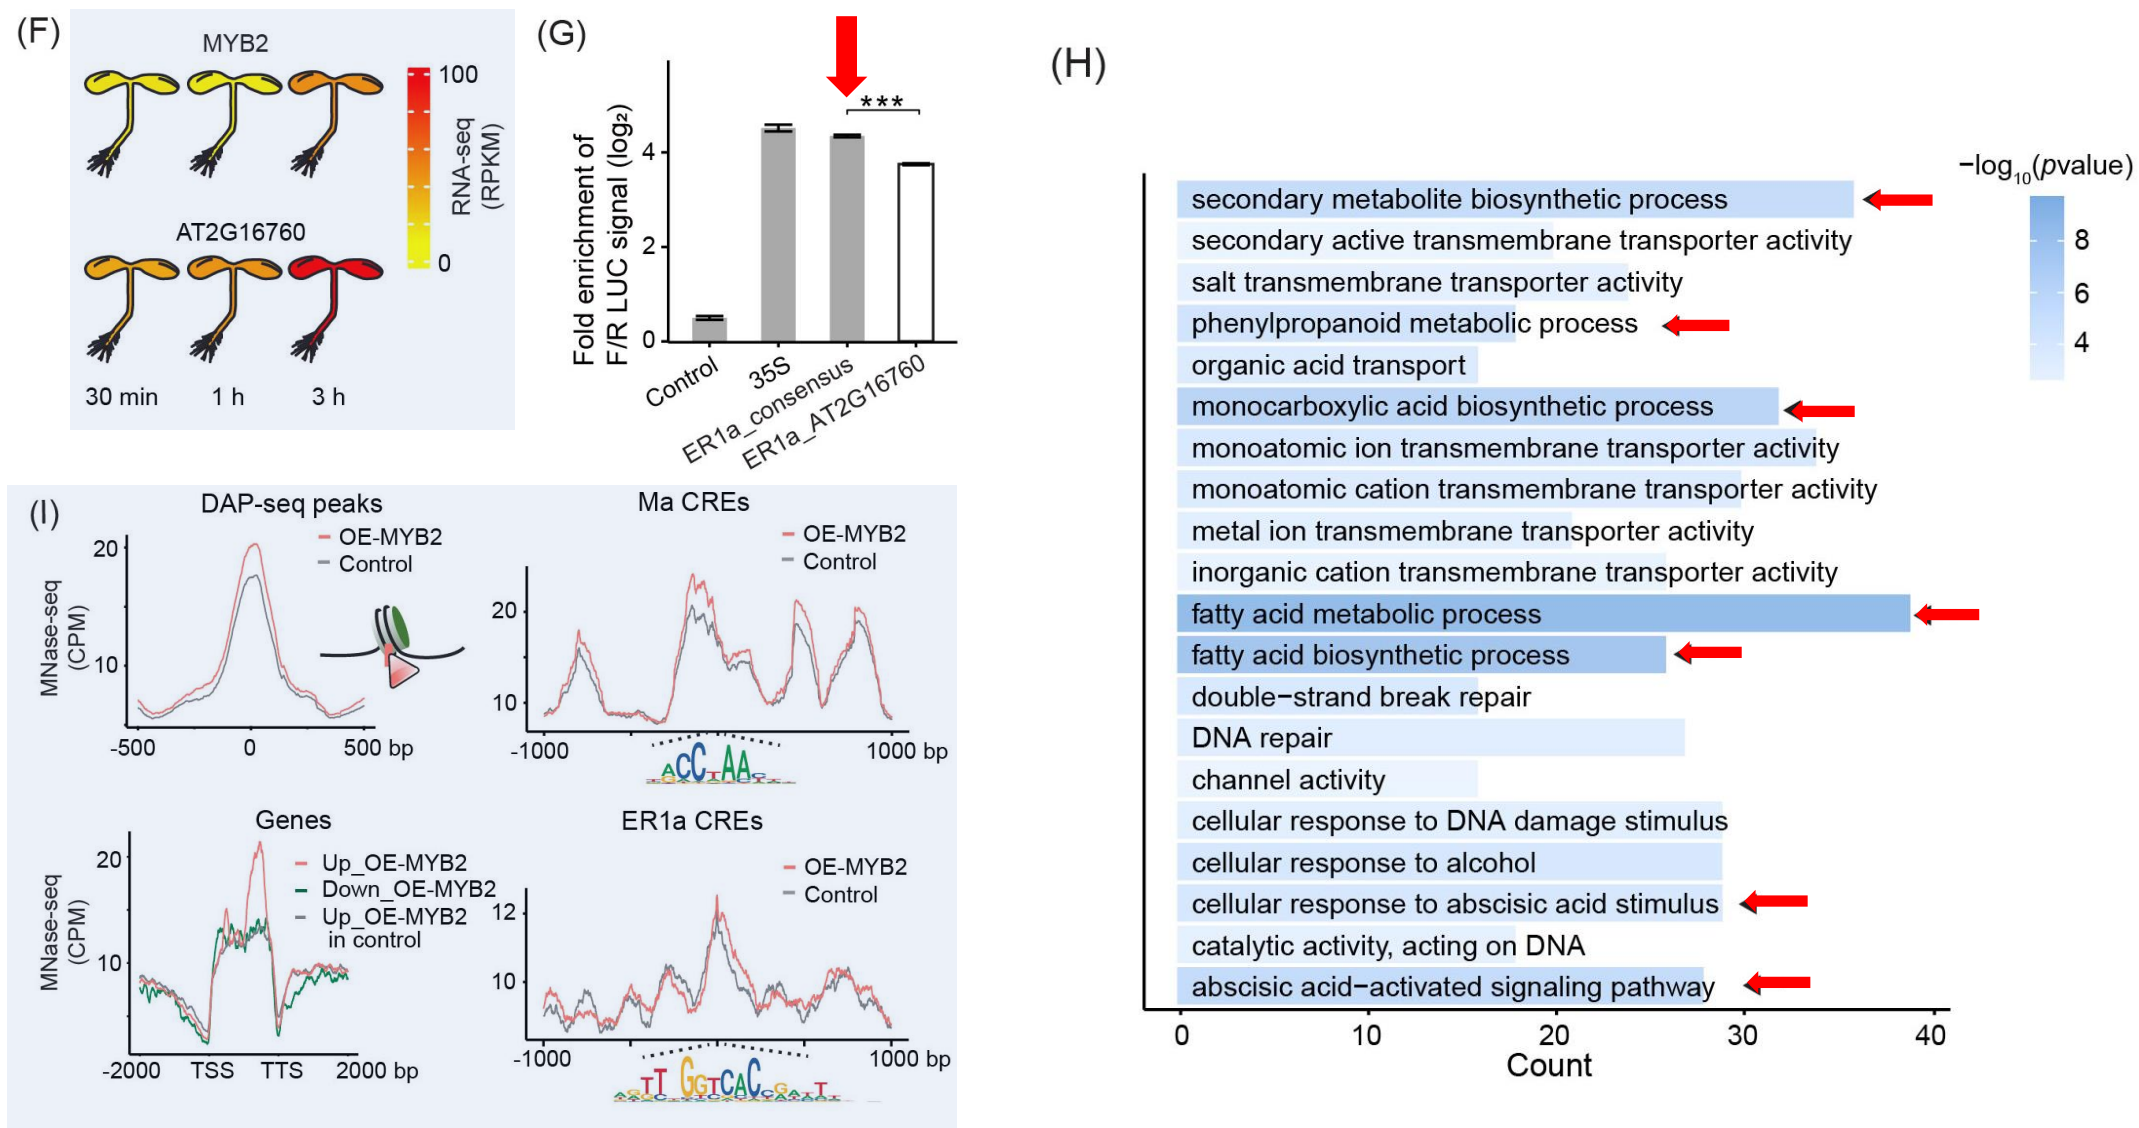 (F)
MYB2
100
0
RNA-seq
(RPKM)
AT2G16760
30 min
1 h
3 h
(G)
***
Fold enrichment of
F/R LUC signal (log₂)
4
2
0
Control
35S
ER1a_consensus
ER1a_AT2G16760
(H)
−log₁₀(pvalue)
8
6
4
secondary metabolite biosynthetic process
secondary active transmembrane transporter activity
salt transmembrane transporter activity
phenylpropanoid metabolic process
organic acid transport
monocarboxylic acid biosynthetic process
monoatomic ion transmembrane transporter activity
monoatomic cation transmembrane transporter activity
metal ion transmembrane transporter activity
inorganic cation transmembrane transporter activity
fatty acid metabolic process
fatty acid biosynthetic process
double−strand break repair
DNA repair
channel activity
cellular response to DNA damage stimulus
cellular response to alcohol
cellular response to abscisic acid stimulus
catalytic activity, acting on DNA
abscisic acid−activated signaling pathway
0 10 20 30 40
Count
(I)
DAP-seq peaks
OE-MYB2
Control
MNase-seq
(CPM)
20
10
-500 0 500 bp
Ma CREs
OE-MYB2
Control
20
10
-1000 1000 bp
ACCTAAC
Genes
Up_OE-MYB2
Down_OE-MYB2
Up_OE-MYB2
in control
MNase-seq
(CPM)
20
10
-2000 TSS TTS 2000 bp
ER1a CREs
OE-MYB2
Control
12
10
-1000 1000 bp
TT GGTCAC